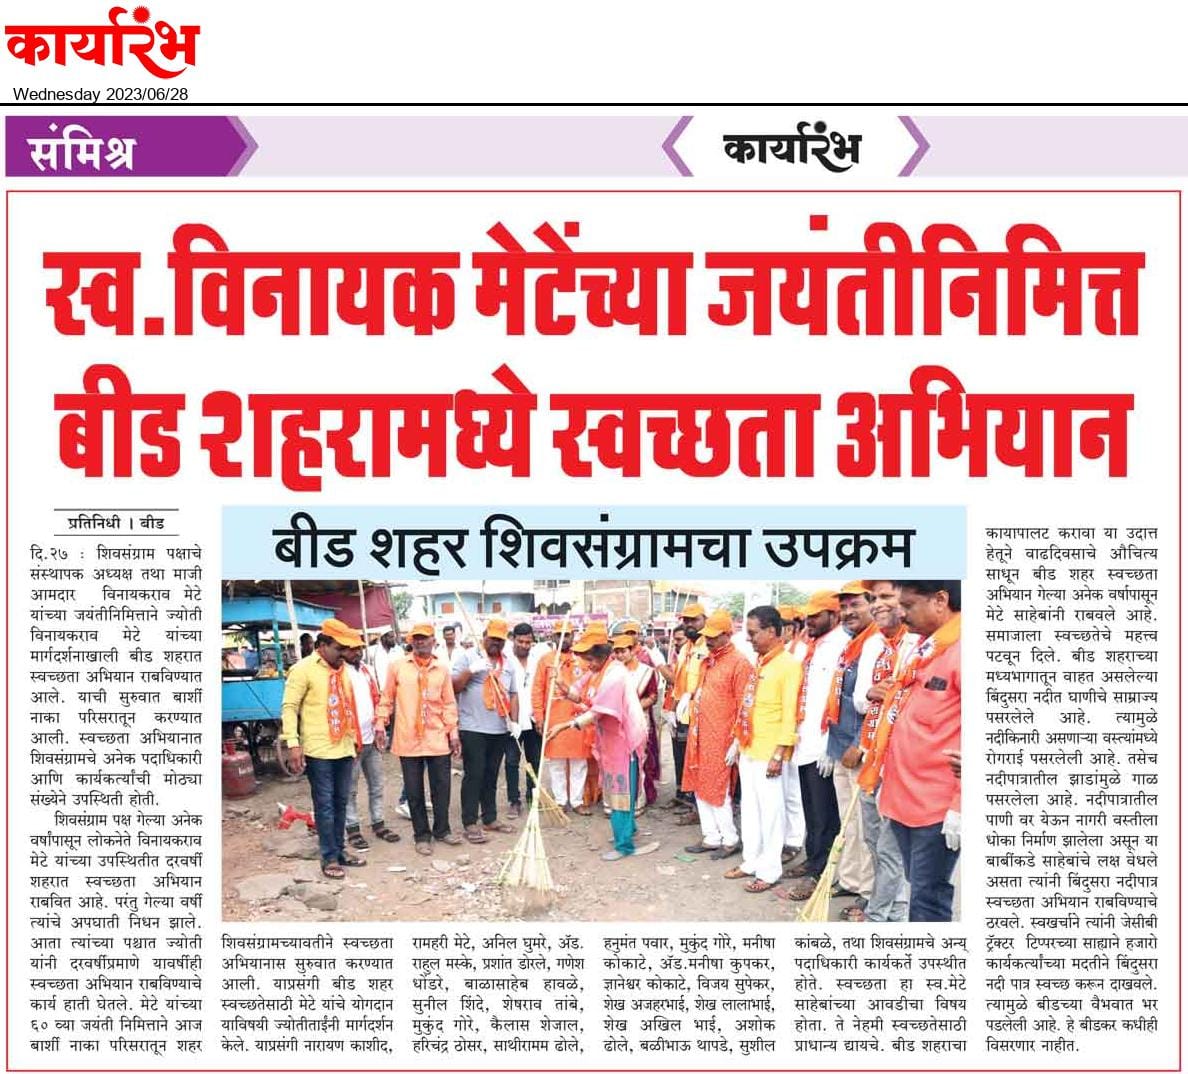 कार्यारंभ
Wednesday 2023/06/28
संमिश्र
कार्यारंभ
स्व.विनायक मेटेंच्या जयंतीनिमित्त
बीड शहरामध्ये स्वच्छता अभियान
प्रतिनिधी । बीड
दि.२७ : शिवसंग्राम पक्षाचे
संस्थापक अध्यक्ष तथा माजी
आमदार विनायकराव मेटे
यांच्या जयंतीनिमित्ताने ज्योती
विनायकराव मेटे यांच्या
मार्गदर्शनाखाली बीड शहरात
स्वच्छता अभियान राबविण्यात
आले. याची सुरुवात बार्शी
नाका परिसरातून करण्यात
आली. स्वच्छता अभियानात
शिवसंग्रामचे अनेक पदाधिकारी
आणि कार्यकर्त्यांची मोठ्या
संख्येने उपस्थिती होती.
शिवसंग्राम पक्ष गेल्या अनेक
वर्षांपासून लोकनेते विनायकराव
मेटे यांच्या उपस्थितीत दरवर्षी
शहरात स्वच्छता अभियान
राबवित आहे. परंतु गेल्या वर्षी
त्यांचे अपघाती निधन झाले.
आता त्यांच्या पश्चात ज्योती
यांनी दरवर्षीप्रमाणे यावर्षीही
स्वच्छता अभियान राबविण्याचे
कार्य हाती घेतले. मेटे यांच्या
६० व्या जयंती निमित्ताने आज
बार्शी नाका परिसरातून शहर
बीड शहर शिवसंग्रामचा उपक्रम
शिवसंग्रामच्यावतीने स्वच्छता
अभियानास सुरुवात करण्यात
आली. याप्रसंगी बीड शहर
स्वच्छतेसाठी मेटे यांचे योगदान
याविषयी ज्योतीताईंनी मार्गदर्शन
केले. याप्रसंगी नारायण काशीद,
रामहरी मेटे, अनिल घुमरे, अ‍ॅड.
राहुल मस्के, प्रशांत डोरले, गणेश
धोंडरे, बाळासाहेब हावळे,
सुनील शिंदे, शेषराव तांबे,
मुकुंद गोरे, कैलास शेजाल,
हरिचंद्र ठोसर, साथीरामम ढोले,
हनुमंत पवार, मुकुंद गोरे, मनीषा
कोकाटे, अ‍ॅड.मनीषा कुपकर,
ज्ञानेश्वर कोकाटे, विजय सुपेकर,
शेख अजहरभाई, शेख लालाभाई,
शेख अखिल भाई, अशोक
ढोले, बळीभाऊ थापडे, सुशील
कांबळे, तथा शिवसंग्रामचे अन्य
पदाधिकारी कार्यकर्ते उपस्थीत
होते. स्वच्छता हा स्व.मेटे
साहेबांच्या आवडीचा विषय
होता. ते नेहमी स्वच्छतेसाठी
प्राधान्य द्यायचे. बीड शहराचा
कायापालट करावा या उदात्त
हेतूने वाढदिवसाचे औचित्य
साधून बीड शहर स्वच्छता
अभियान गेल्या अनेक वर्षापासून
मेटे साहेबांनी राबवले आहे.
समाजाला स्वच्छतेचे महत्त्व
पटवून दिले. बीड शहराच्या
मध्यभागातून वाहत असलेल्या
बिंदुसरा नदीत घाणीचे साम्राज्य
पसरलेले आहे. त्यामुळे
नदीकिनारी असणाऱ्या वस्त्यांमध्ये
रोगराई पसरलेली आहे. तसेच
नदीपात्रातील झाडांमुळे गाळ
पसरलेला आहे. नदीपात्रातील
पाणी वर येऊन नागरी वस्तीला
धोका निर्माण झालेला असून या
बाबींकडे साहेबांचे लक्ष वेधले
असता त्यांनी बिंदुसरा नदीपात्र
स्वच्छता अभियान राबविण्याचे
ठरवले. स्वखर्चाने त्यांनी जेसीबी
ट्रॅक्टर टिप्परच्या साह्याने हजारो
कार्यकर्त्यांच्या मदतीने बिंदुसरा
नदी पात्र स्वच्छ करून दाखवले.
त्यामुळे बीडच्या वैभवात भर
पडलेली आहे. हे बीडकर कधीही
विसरणार नाहीत.